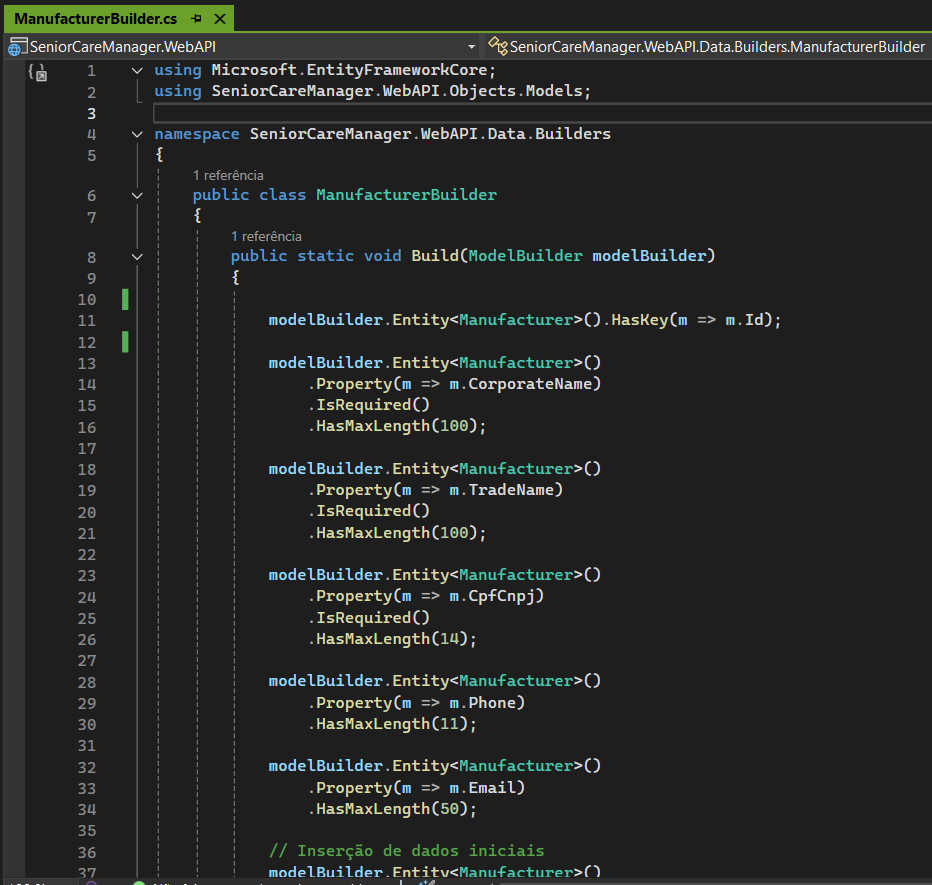 ManufacturerBuilder.cs
SeniorCareManager.WebAPI
SeniorCareManager.WebAPI.Data.Builders.ManufacturerBuilder
1 using Microsoft.EntityFrameworkCore;
2 using SeniorCareManager.WebAPI.Objects.Models;
3
4 namespace SeniorCareManager.WebAPI.Data.Builders
5 {
1 referência
6 public class ManufacturerBuilder
7 {
1 referência
8 public static void Build(ModelBuilder modelBuilder)
9 {
10
11 modelBuilder.Entity<Manufacturer>().HasKey(m => m.Id);
12
13 modelBuilder.Entity<Manufacturer>()
14 .Property(m => m.CorporateName)
15 .IsRequired()
16 .HasMaxLength(100);
17
18 modelBuilder.Entity<Manufacturer>()
19 .Property(m => m.TradeName)
20 .IsRequired()
21 .HasMaxLength(100);
22
23 modelBuilder.Entity<Manufacturer>()
24 .Property(m => m.CpfCnpj)
25 .IsRequired()
26 .HasMaxLength(14);
27
28 modelBuilder.Entity<Manufacturer>()
29 .Property(m => m.Phone)
30 .HasMaxLength(11);
31
32 modelBuilder.Entity<Manufacturer>()
33 .Property(m => m.Email)
34 .HasMaxLength(50);
35
36 // Inserção de dados iniciais
37 modelBuilder.Entity<Manufacturer>()